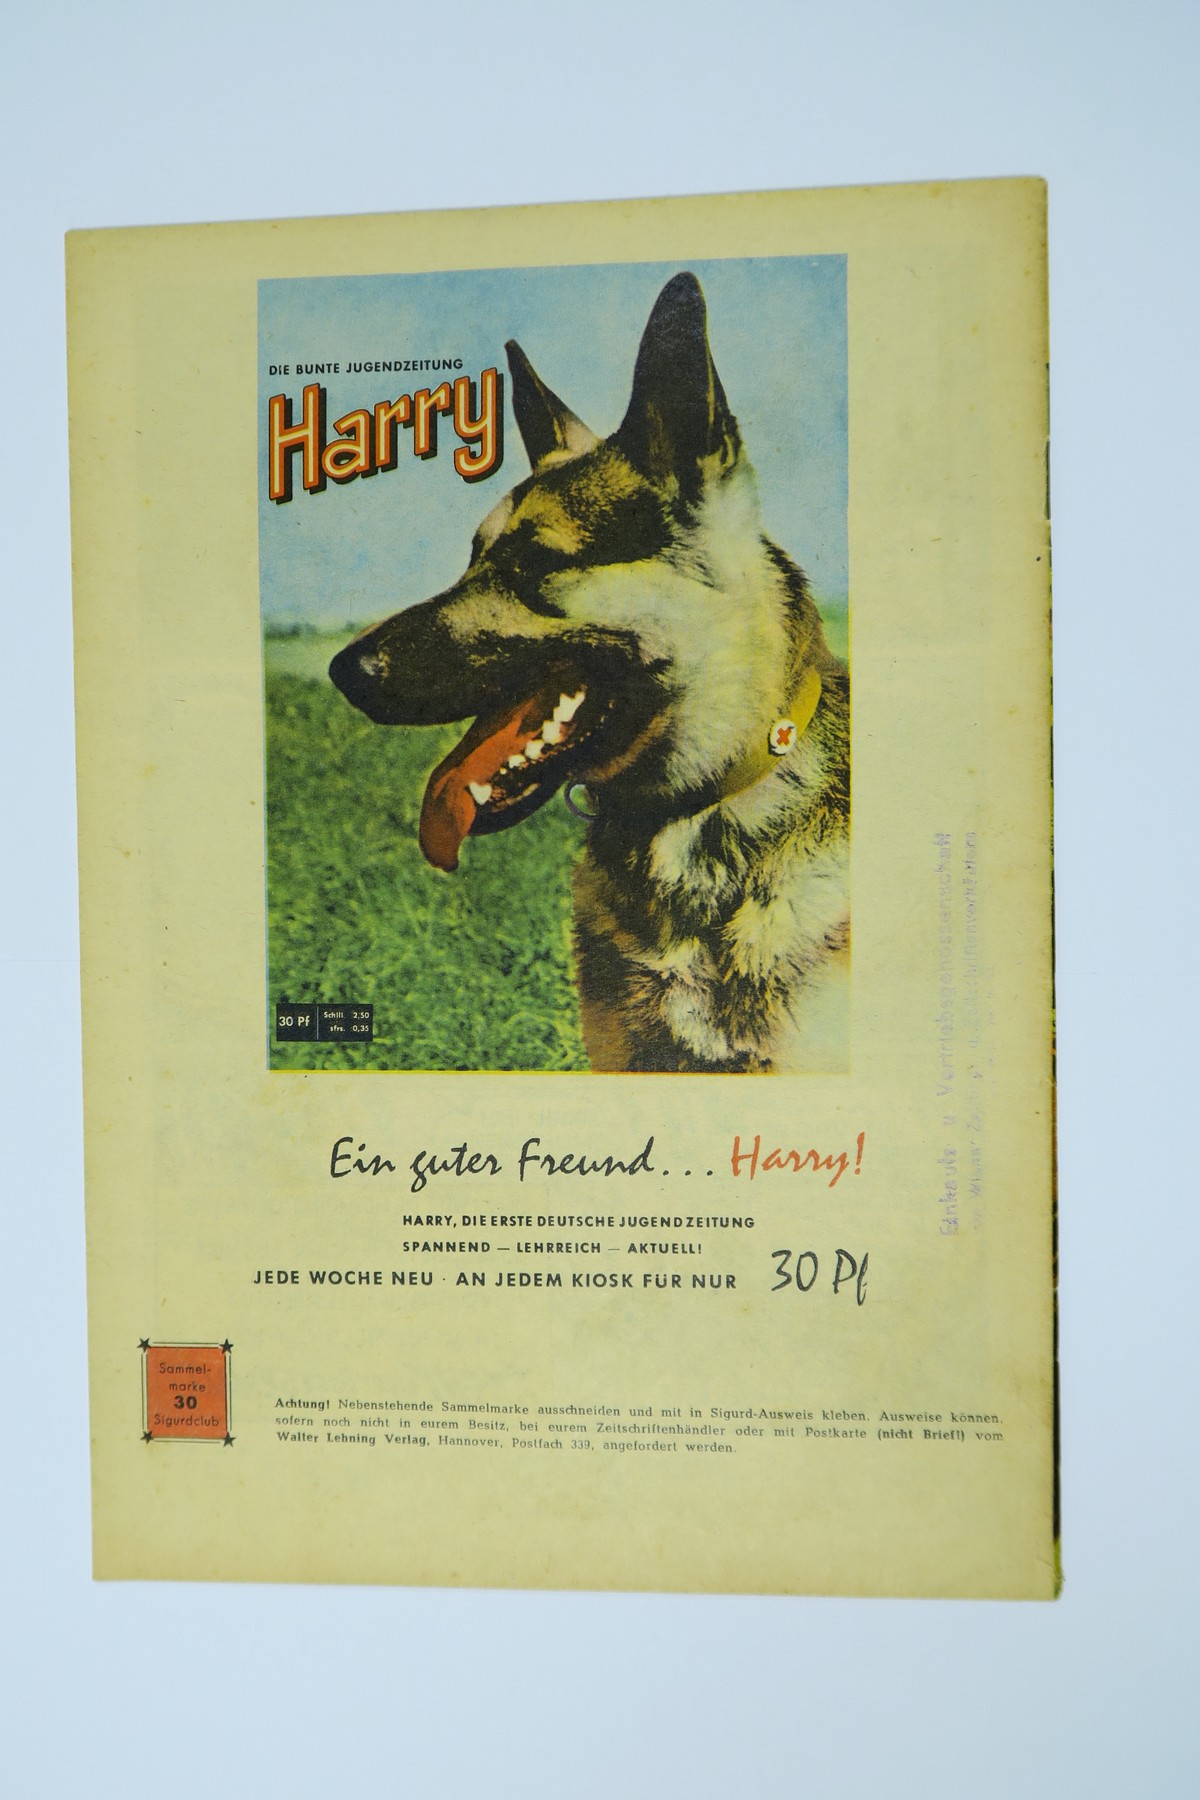 DIE BUNTE JUGENDZEITUNG
Harry
30 Pf
Schill. 2,50
sfrs. 0,35
Ein guter Freund... Harry!
HARRY, DIE ERSTE DEUTSCHE JUGENDZEITUNG
SPANNEND — LEHRREICH — AKTUELL!
JEDE WOCHE NEU · AN JEDEM KIOSK FÜR NUR 30 Pf
Sammel-
marke
30
Sigurdclub
Achtung! Nebenstehende Sammelmarke ausschneiden und mit in Sigurd-Ausweis kleben. Ausweise können,
sofern noch nicht in eurem Besitz, bei eurem Zeitschriftenhändler oder mit Postkarte (nicht Brief!) vom
Walter Lehning Verlag, Hannover, Postfach 339, angefordert werden.
Einkaufs- u. Vertriebsgenossenschaft